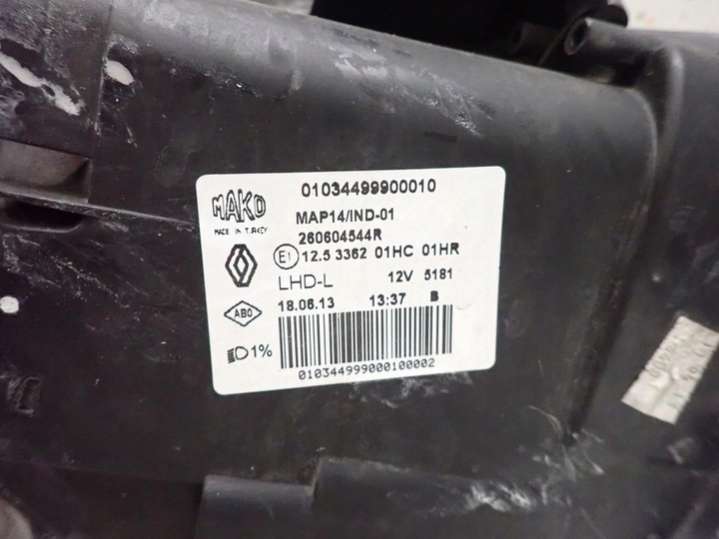 MAKO
MADE IN TURKEY
01034499900010
MAP14/IND-01
260604544R
E1 12.5 3362 01HC 01HR
LHD-L 12V 5181
18.06.13 13:37 B
ABO
1%
010344999000100002